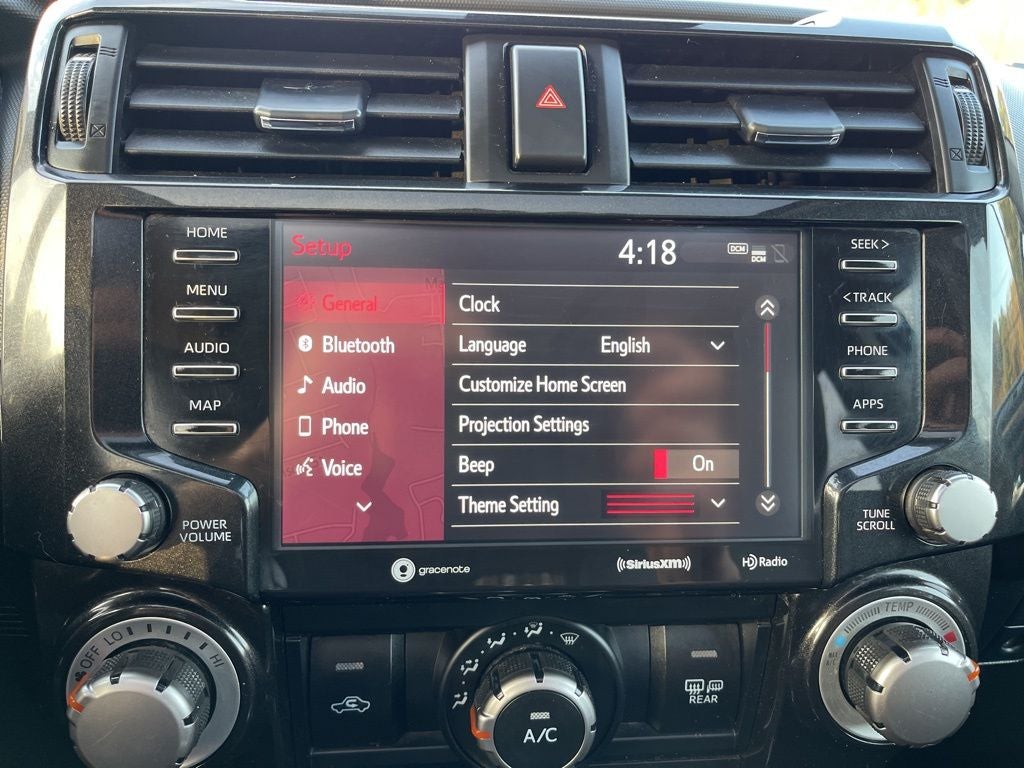 HOME
MENU
AUDIO
MAP
POWER
VOLUME
Setup
4:18
DCM
DCM
General
Bluetooth
Audio
Phone
Voice
Clock
Language English
Customize Home Screen
Projection Settings
Beep On
Theme Setting
SEEK >
< TRACK
PHONE
APPS
TUNE
SCROLL
gracenote
((SiriusXM))
HD Radio
OFF LO HI
A/C
REAR
TEMP
MAX
A/C